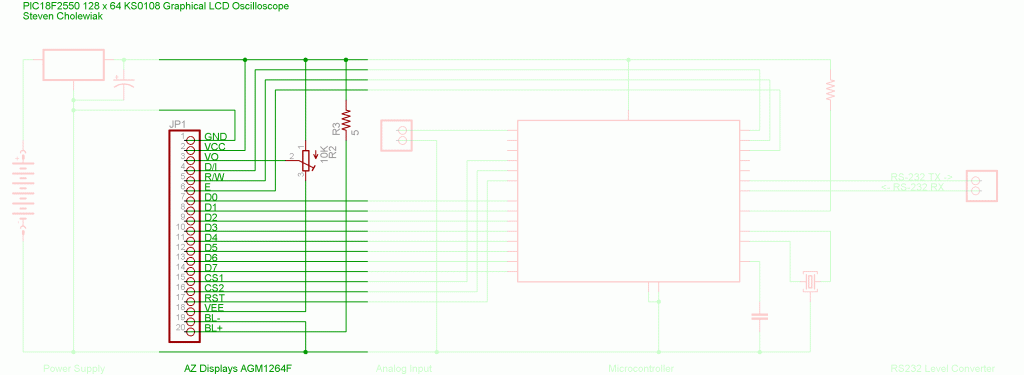 PIC18F2550 128 x 64 KS0108 Graphical LCD Oscilloscope
Steven Cholewiak
JP1
1 GND
2 VCC
3 VO
4 D/I
5 R/W
6 E
7 D0
8 D1
9 D2
10 D3
11 D4
12 D5
13 D6
14 D7
15 CS1
16 CS2
17 RST
18 VEE
19 BL-
20 BL+
1
2
3
10K
R2
R3
5
RS-232 TX ->
<- RS-232 RX
Power Supply
AZ Displays AGM1264F
Analog Input
Microcontroller
RS232 Level Converter